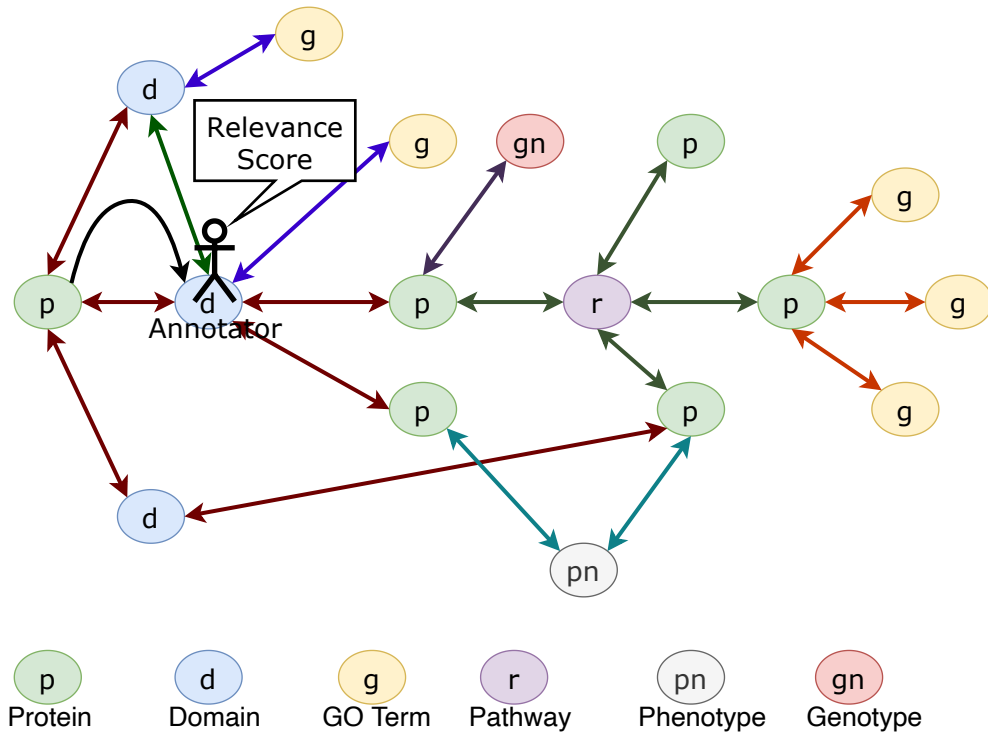 g
d
Relevance
Score
g
gn
p
g
p
d
p
r
p
g
Annotator
p
p
g
d
pn
p
d
g
r
pn
gn
Protein
Domain
GO Term
Pathway
Phenotype
Genotype